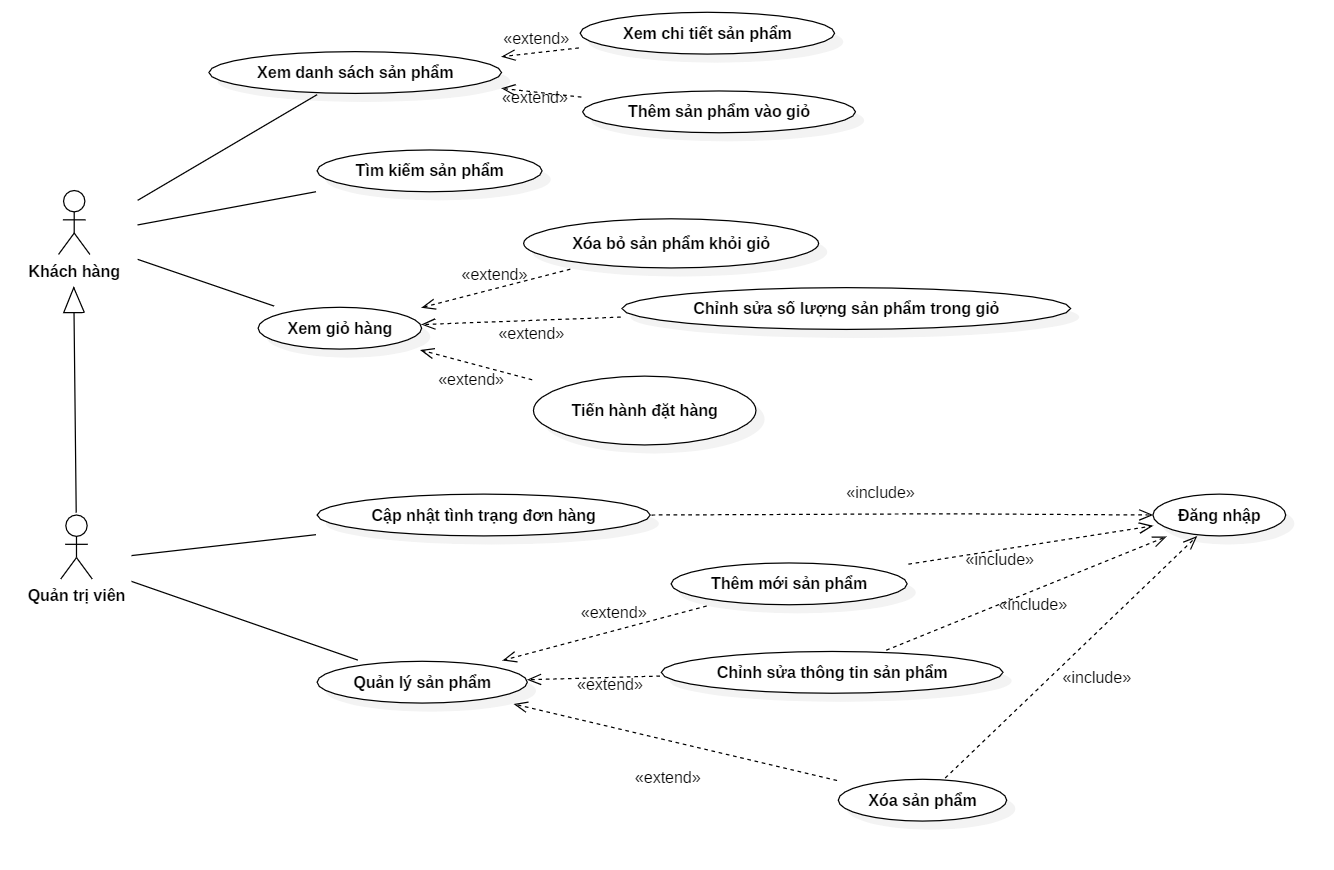 Xem chi tiết sản phẩm
«extend»
Xem danh sách sản phẩm
«extend»
Thêm sản phẩm vào giỏ
Tìm kiếm sản phẩm
Khách hàng
Xóa bỏ sản phẩm khỏi giỏ
«extend»
Chỉnh sửa số lượng sản phẩm trong giỏ
Xem giỏ hàng
«extend»
«extend»
Tiến hành đặt hàng
«include»
Cập nhật tình trạng đơn hàng
Đăng nhập
«include»
Thêm mới sản phẩm
Quản trị viên
«include»
«extend»
Chỉnh sửa thông tin sản phẩm
«include»
Quản lý sản phẩm
«extend»
«extend»
Xóa sản phẩm